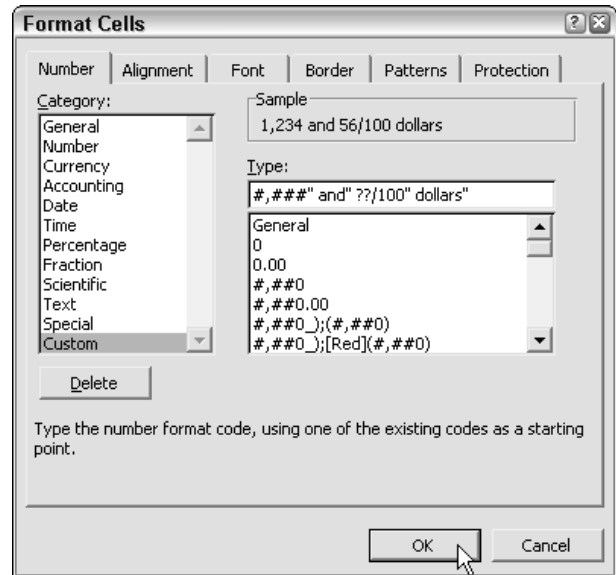 Format Cells
Number Alignment Font Border Patterns Protection
Category:
General
Number
Currency
Accounting
Date
Time
Percentage
Fraction
Scientific
Text
Special
Custom
Sample
1,234 and 56/100 dollars
Type:
#,###" and" ??/100" dollars"
General
0
0.00
#,##0
#,##0.00
#,##0_);(#,##0)
#,##0_);[Red](#,##0)
Delete
Type the number format code, using one of the existing codes as a starting
point.
OK Cancel